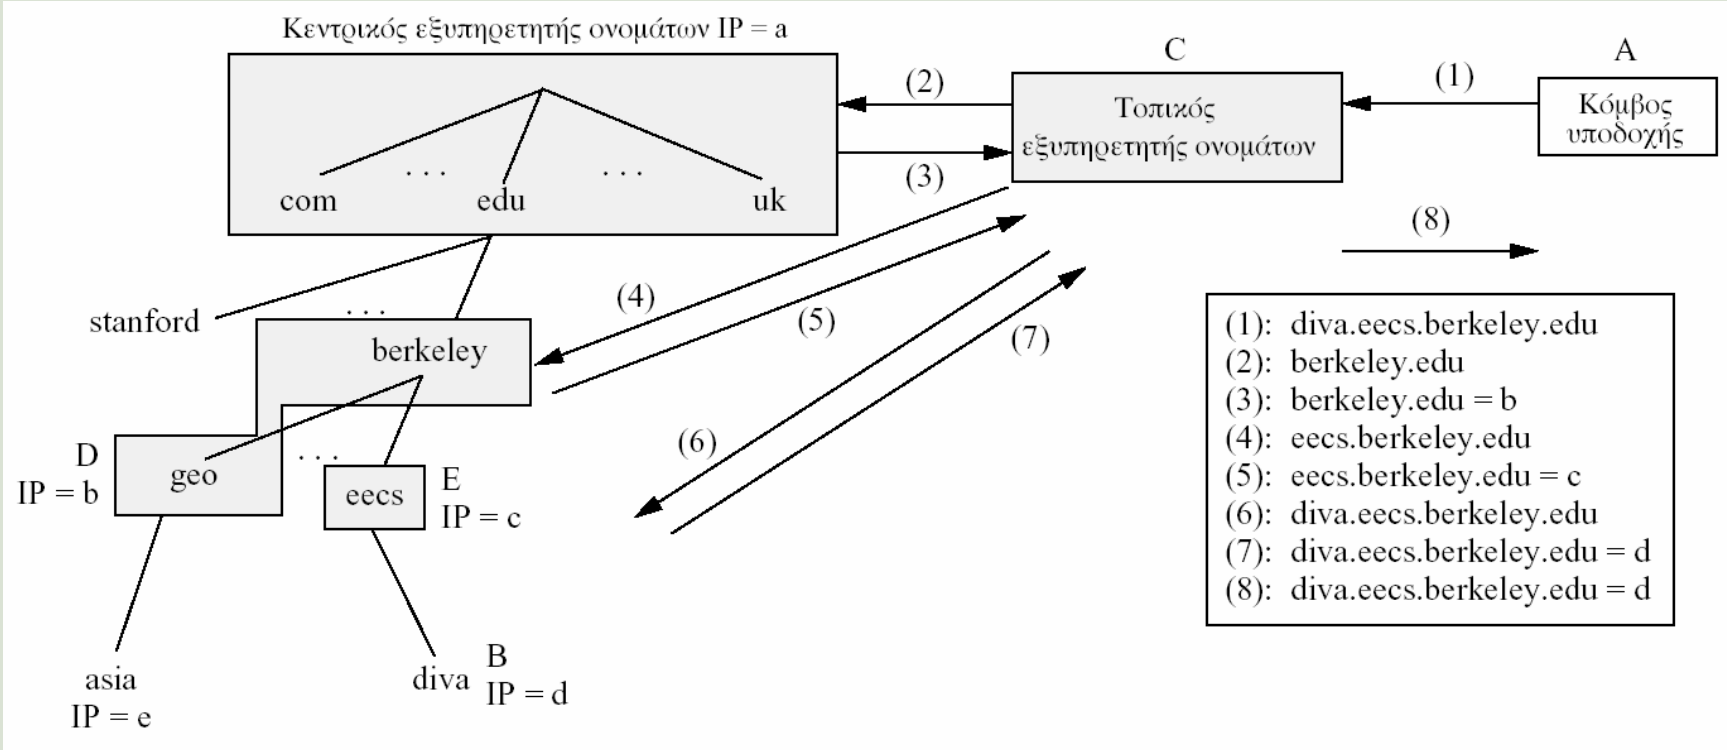 Κεντρικός εξυπηρετητής ονομάτων IP = a
C
A
(2)
(1)
Τοπικός
εξυπηρετητής ονομάτων
Κόμβος
υποδοχής
. . .
. . .
(3)
com
edu
uk
(8)
(4)
(5)
stanford
. . .
(7)
berkeley
(6)
D
IP = b
geo
. . .
eecs
E
IP = c
(1): diva.eecs.berkeley.edu
(2): berkeley.edu
(3): berkeley.edu = b
(4): eecs.berkeley.edu
(5): eecs.berkeley.edu = c
(6): diva.eecs.berkeley.edu
(7): diva.eecs.berkeley.edu = d
(8): diva.eecs.berkeley.edu = d
asia
IP = e
diva
B
IP = d